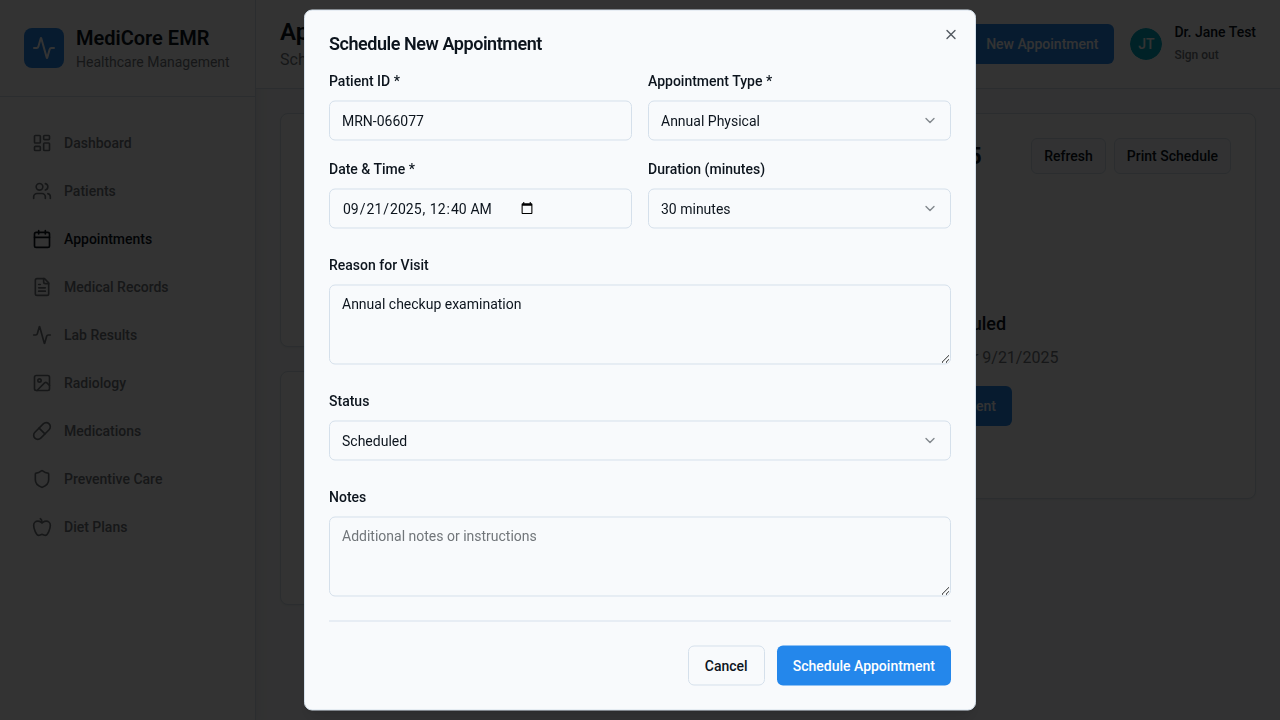 MediCore EMR
Healthcare Management
Dashboard
Patients
Appointments
Medical Records
Lab Results
Radiology
Medications
Preventive Care
Diet Plans
New Appointment
JT
Dr. Jane Test
Sign out
Refresh
Print Schedule
9/21/2025
Schedule New Appointment
Patient ID *
Appointment Type *
MRN-066077
Annual Physical
Date & Time *
Duration (minutes)
09/21/2025, 12:40 AM
30 minutes
Reason for Visit
Annual checkup examination
Status
Scheduled
Notes
Additional notes or instructions
Cancel
Schedule Appointment